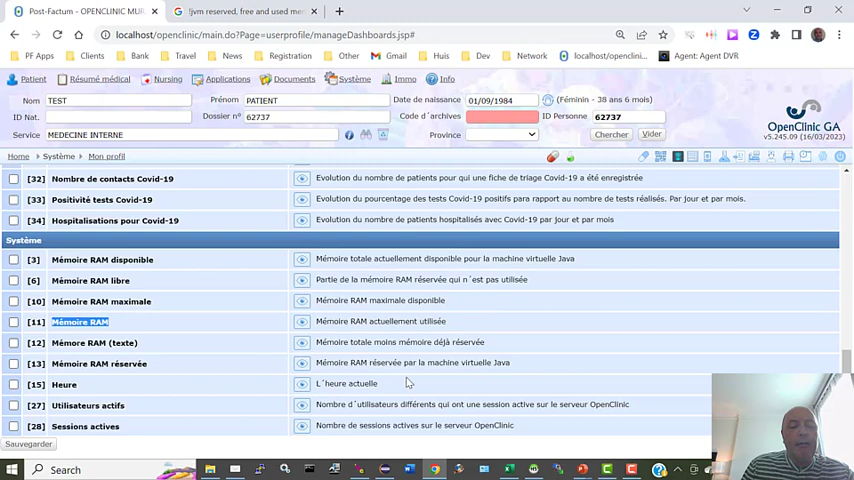 Post-Factum - OPENCLINIC MUR
!jvm reserved, free and used mem
localhost/openclinic/main.do?Page=userprofile/manageDashboards.jsp#
PF Apps Clients Travel News Registration Other Gmail Huis Dev Network localhost/openclini... Agent: Agent DVR
Patient Résumé médical Nursing Applications Documents Système Immo Info
Nom TEST Prénom PATIENT Date de naissance 01/09/1984 (Féminin - 38 ans 6 mois)
ID Nat. Dossier n° 62737 Code d´archives ID Personne 62737
Service MEDECINE INTERNE Province Chercher Vider
OpenClinic GA
v5.245.09 (16/03/2023)
Home Système Mon profil
[32] Nombre de contacts Covid-19 Evolution du nombre de patients pour qui une fiche de triage Covid-19 a été enregistrée
[33] Positivité tests Covid-19 Evolution du pourcentage des tests Covid-19 positifs para rapport au nombre de tests réalisés. Par jour et par mois.
[34] Hospitalisations pour Covid-19 Evolution du nombre de patients hospitalisés avec Covid-19 par jour et par mois
Système
[3] Mémoire RAM disponible Mémoire totale actuellement disponible pour la machine virtuelle Java
[6] Mémoire RAM libre Partie de la mémoire RAM réservée qui n´est pas utilisée
[10] Mémoire RAM maximale Mémoire RAM maximale disponible
[11] Mémoire RAM Mémoire RAM actuellement utilisée
[12] Mémore RAM (texte) Mémoire totale moins mémoire déjà réservée
[13] Mémoire RAM réservée Mémoire RAM réservée par la machine virtuelle Java
[15] Heure L´heure actuelle
[27] Utilisateurs actifs Nombre d´utilisateurs différents qui ont une session active sur le serveur OpenClinic
[28] Sessions actives Nombre de sessions actives sur le serveur OpenClinic
Sauvegarder
Search